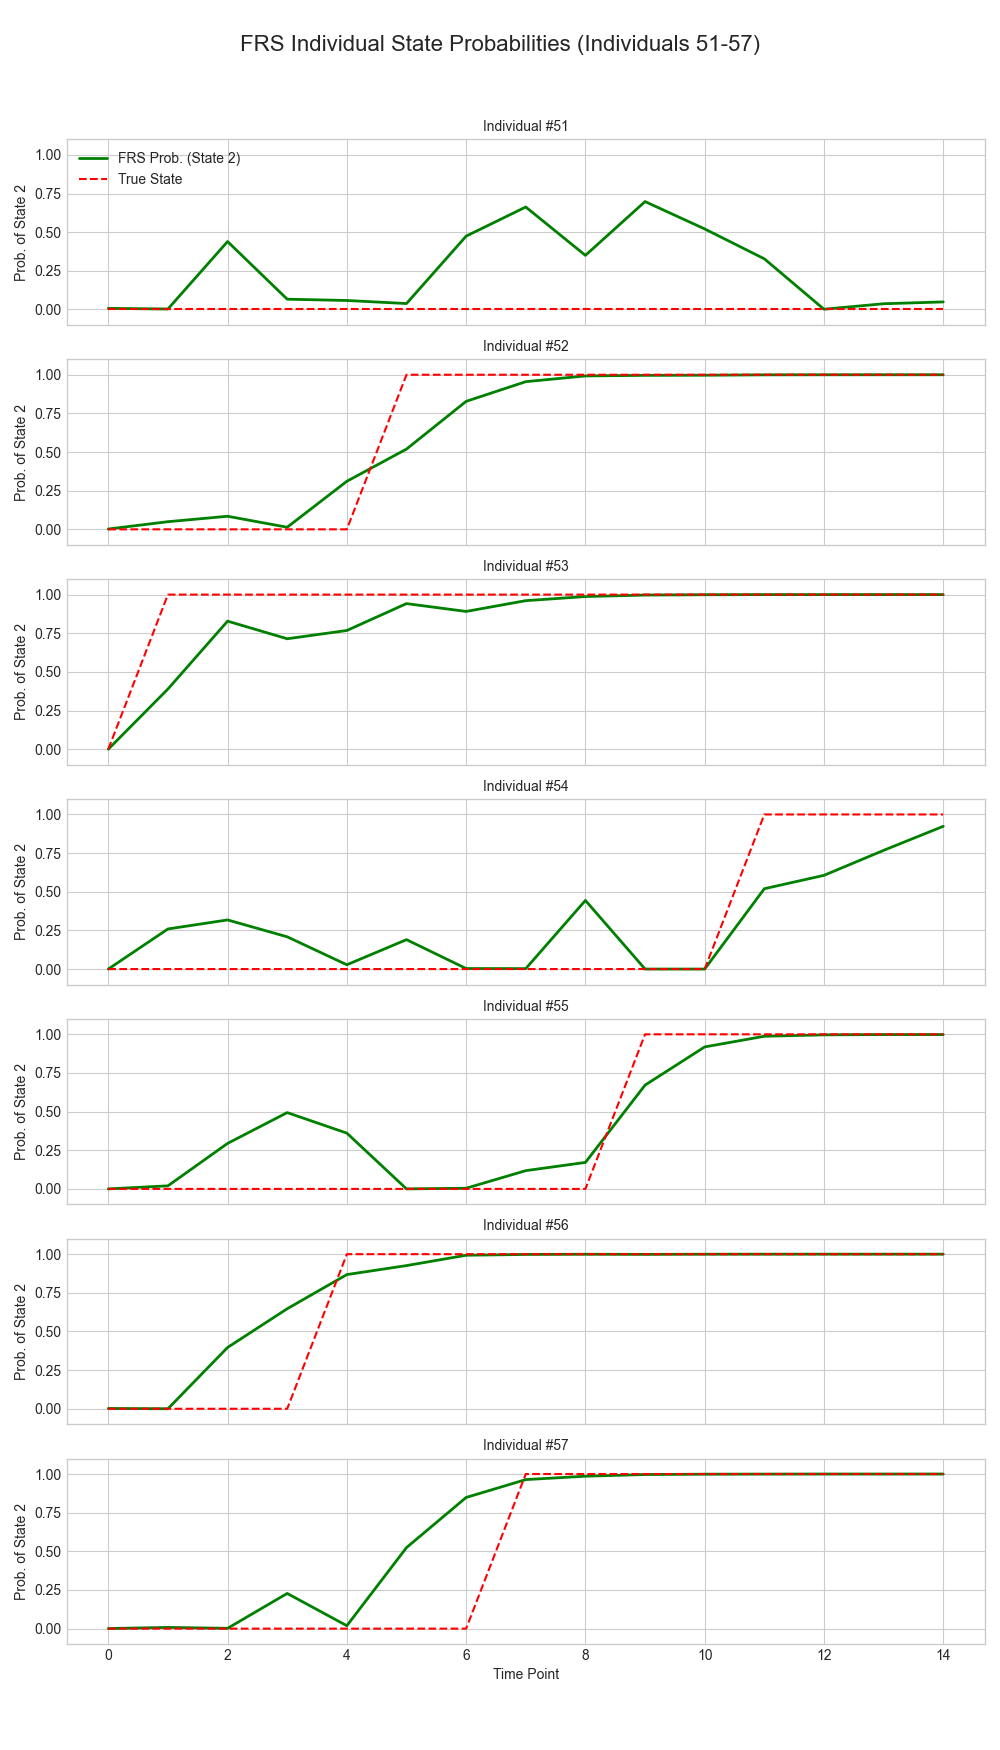 FRS Individual State Probabilities (Individuals 51-57)
Individual #51
FRS Prob. (State 2)
True State
Prob. of State 2
1.00
0.75
0.50
0.25
0.00
Individual #52
Prob. of State 2
1.00
0.75
0.50
0.25
0.00
Individual #53
Prob. of State 2
1.00
0.75
0.50
0.25
0.00
Individual #54
Prob. of State 2
1.00
0.75
0.50
0.25
0.00
Individual #55
Prob. of State 2
1.00
0.75
0.50
0.25
0.00
Individual #56
Prob. of State 2
1.00
0.75
0.50
0.25
0.00
Individual #57
Prob. of State 2
1.00
0.75
0.50
0.25
0.00
0 2 4 6 8 10 12 14
Time Point